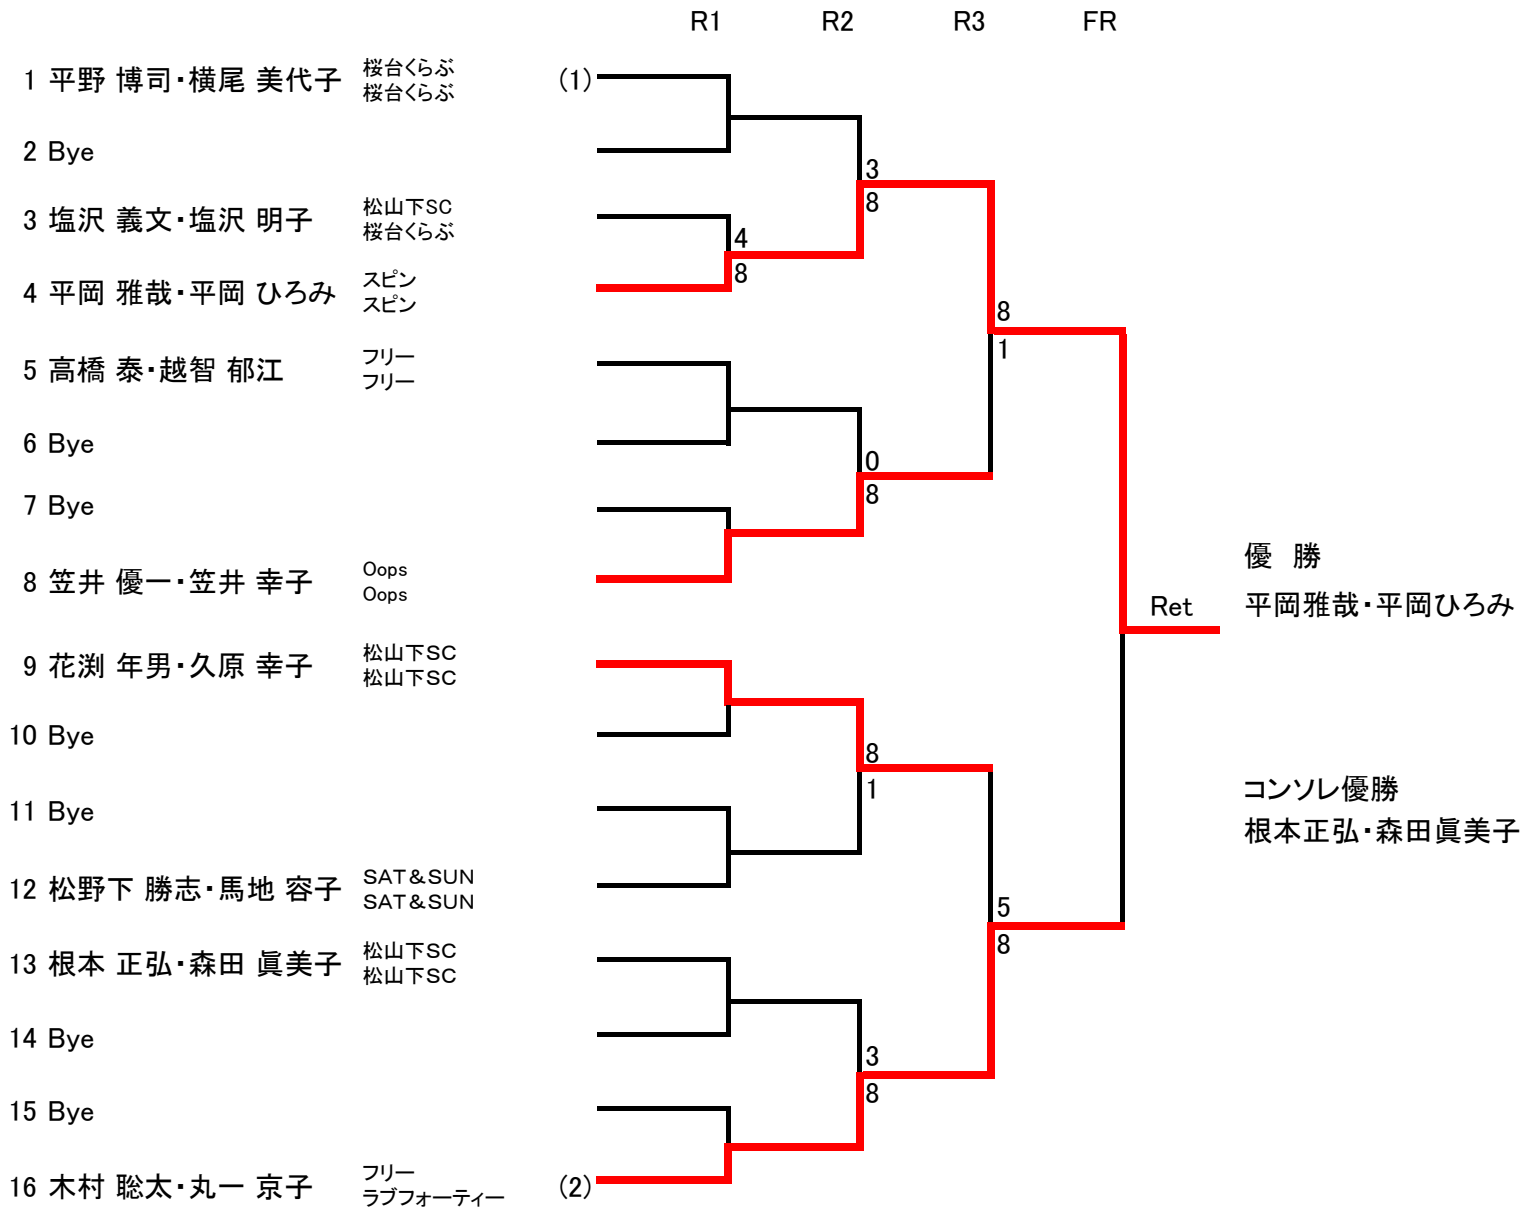 R1 R2 R3 FR
1 平野 博司・横尾 美代子 桜台くらぶ (1)
桜台くらぶ
2 Bye
3
8
3 塩沢 義文・塩沢 明子 松山下SC
桜台くらぶ
4
8
4 平岡 雅哉・平岡 ひろみ スピン
スピン
8
1
5 高橋 泰・越智 郁江 フリー
フリー
6 Bye
0
8
7 Bye
8 笠井 優一・笠井 幸子 Oops
Oops
優 勝
Ret 平岡雅哉・平岡ひろみ
9 花渕 年男・久原 幸子 松山下SC
松山下SC
10 Bye
8
1
コンソレ優勝
根本正弘・森田眞美子
11 Bye
12 松野下 勝志・馬地 容子 SAT&SUN
SAT&SUN
5
8
13 根本 正弘・森田 眞美子 松山下SC
松山下SC
14 Bye
3
8
15 Bye
16 木村 聡太・丸一 京子 フリー (2)
ラブフォーティー